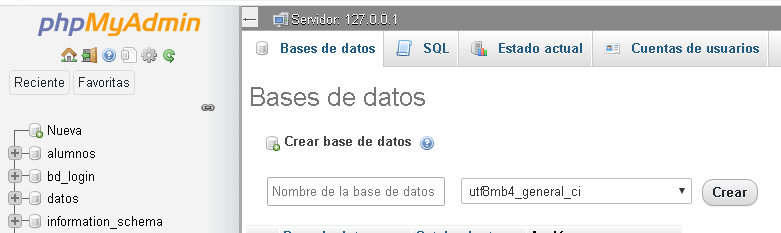 phpMyAdmin
Reciente Favoritas
Nueva
alumnos
bd_login
datos
information_schema
Servidor: 127.0.0.1
Bases de datos SQL Estado actual Cuentas de usuarios
Bases de datos
Crear base de datos
Nombre de la base de datos utf8mb4_general_ci Crear